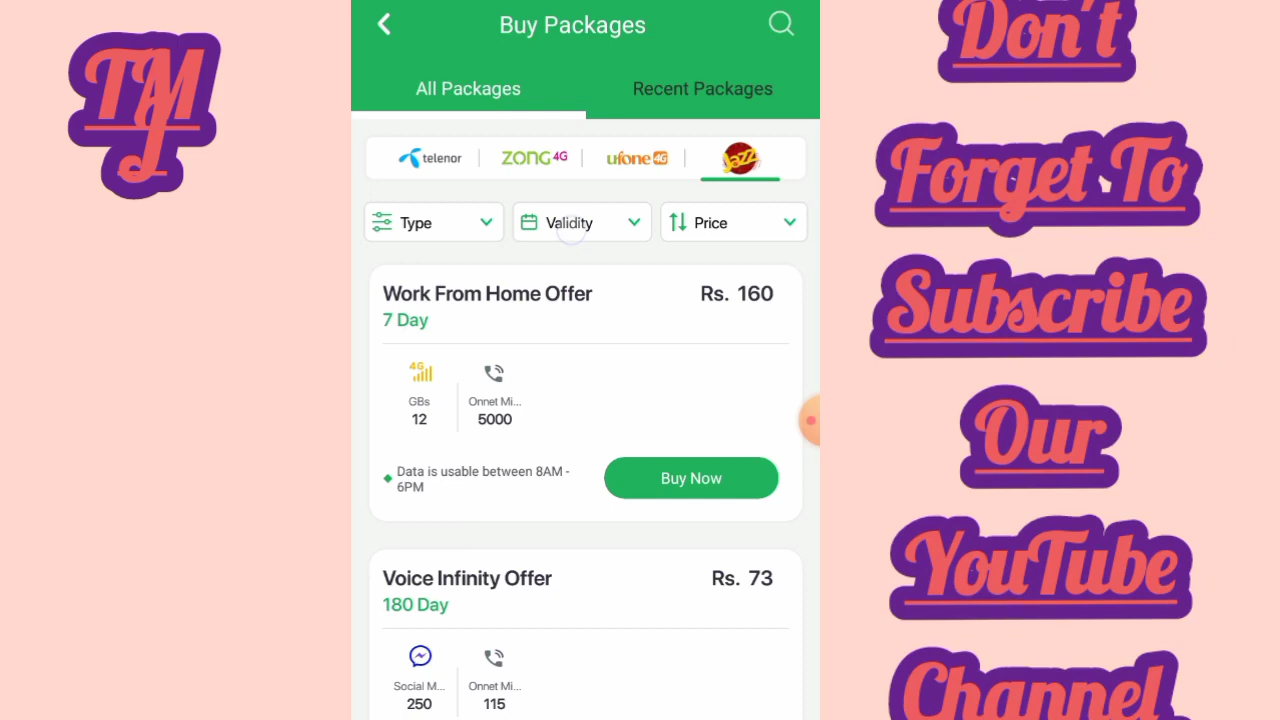 TMJ
Buy Packages
All Packages
Recent Packages
telenor
ZONG 4G
ufone 4G
Jazz
Type
Validity
Price
Work From Home Offer
Rs. 160
7 Day
4G
GBs
12
Onnet Mi...
5000
Data is usable between 8AM -
6PM
Buy Now
Voice Infinity Offer
Rs. 73
180 Day
Social M...
250
Onnet Mi...
115
Don't
Forget To
Subscribe
Our
YouTube
Channel